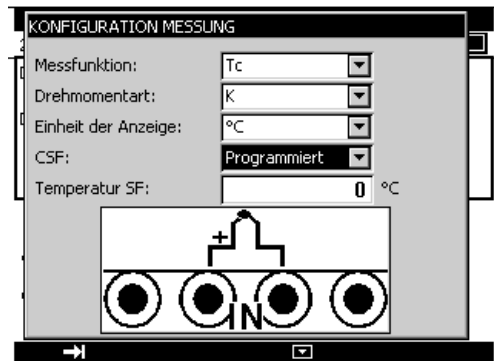 KONFIGURATION MESSUNG
Messfunktion: Tc
Drehmomentart: K
Einheit der Anzeige: °C
CSF: Programmiert
Temperatur SF: 0 °C
+
IN